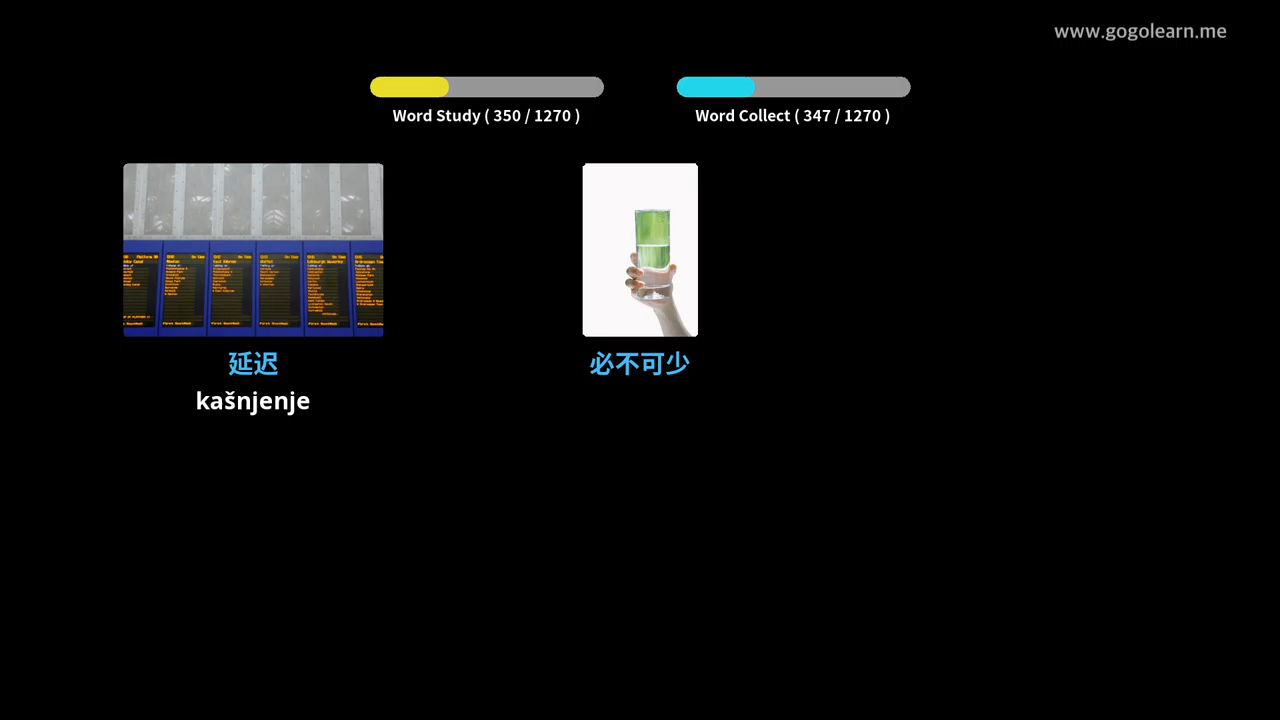 www.gogolearn.me
Word Study ( 350 / 1270 )
Word Collect ( 347 / 1270 )
延迟
kašnjenje
必不可少